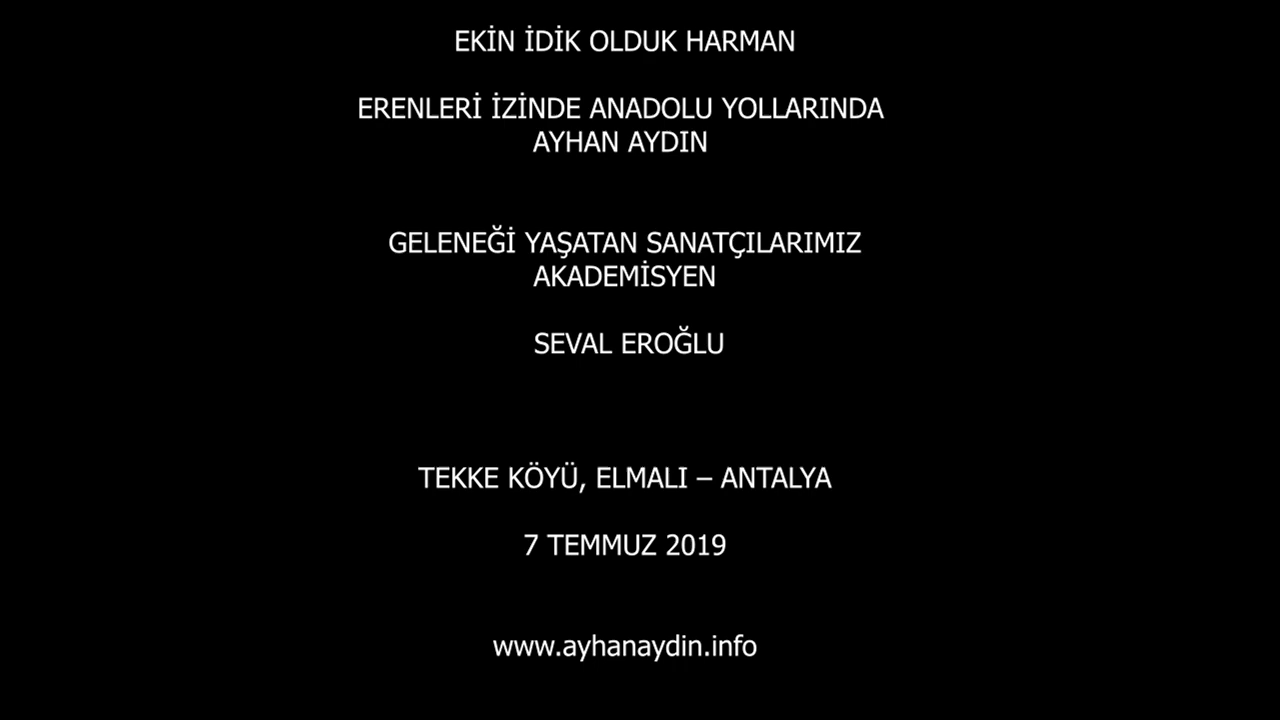 EKİN İDİK OLDUK HARMAN
ERENLERİ İZİNDE ANADOLU YOLLARINDA
AYHAN AYDIN
GELENEĞİ YAŞATAN SANATÇILARIMIZ
AKADEMİSYEN
SEVAL EROĞLU
TEKKE KÖYÜ, ELMALI – ANTALYA
7 TEMMUZ 2019
www.ayhanaydin.info